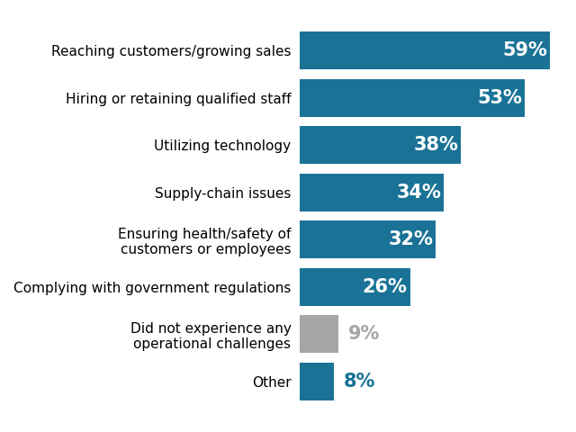 Reaching customers/growing sales 59%
Hiring or retaining qualified staff 53%
Utilizing technology 38%
Supply-chain issues 34%
Ensuring health/safety of
customers or employees 32%
Complying with government regulations 26%
Did not experience any
operational challenges 9%
Other 8%